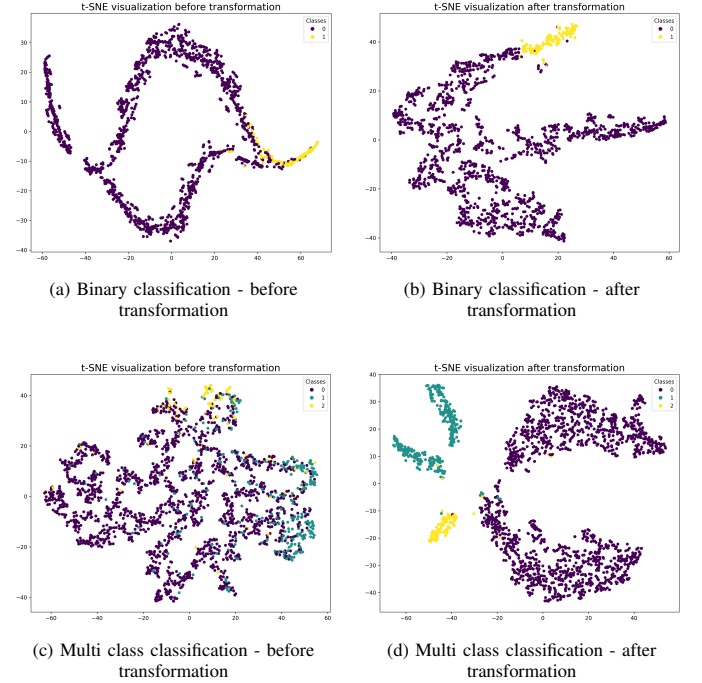 t-SNE visualization before transformation
Classes
0
1
30
20
10
0
−10
−20
−30
−40
−60 −40 −20 0 20 40 60
(a) Binary classification - before
transformation
t-SNE visualization after transformation
Classes
0
1
40
20
0
−20
−40
−40 −20 0 20 40 60
(b) Binary classification - after
transformation
t-SNE visualization before transformation
Classes
0
1
2
40
20
0
−20
−40
−60 −40 −20 0 20 40 60
(c) Multi class classification - before
transformation
t-SNE visualization after transformation
Classes
0
1
2
40
30
20
10
0
−10
−20
−30
−40
−60 −40 −20 0 20 40 60
(d) Multi class classification - after
transformation